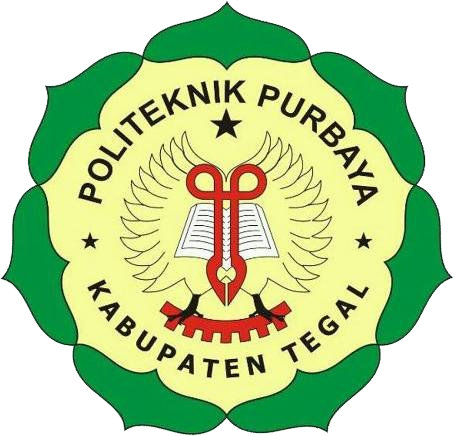 POLITEKNIK PURBAYA
KABUPATEN TEGAL